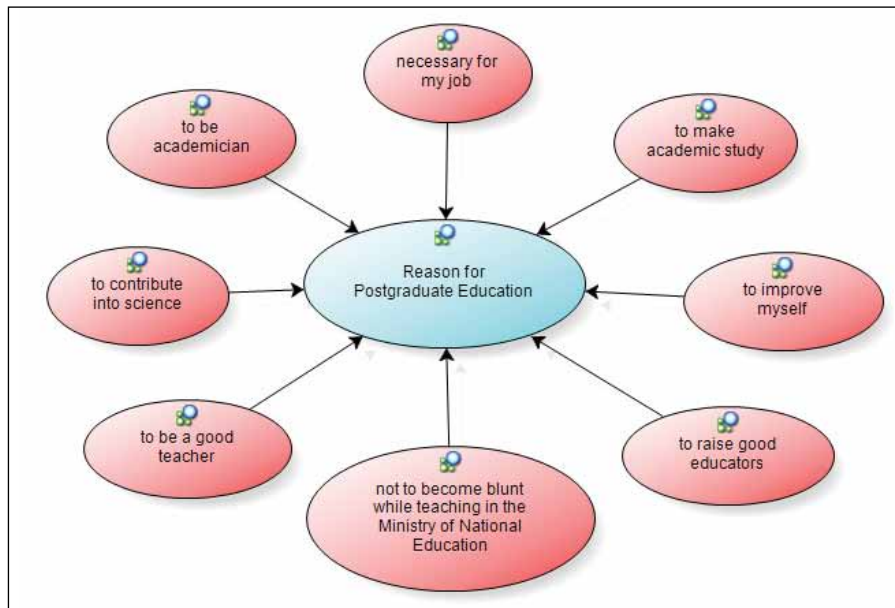 necessary for
my job
to be
academician
to make
academic study
Reason for
Postgraduate Education
to contribute
into science
to improve
myself
to be a good
teacher
to raise good
educators
not to become blunt
while teaching in the
Ministry of National
Education